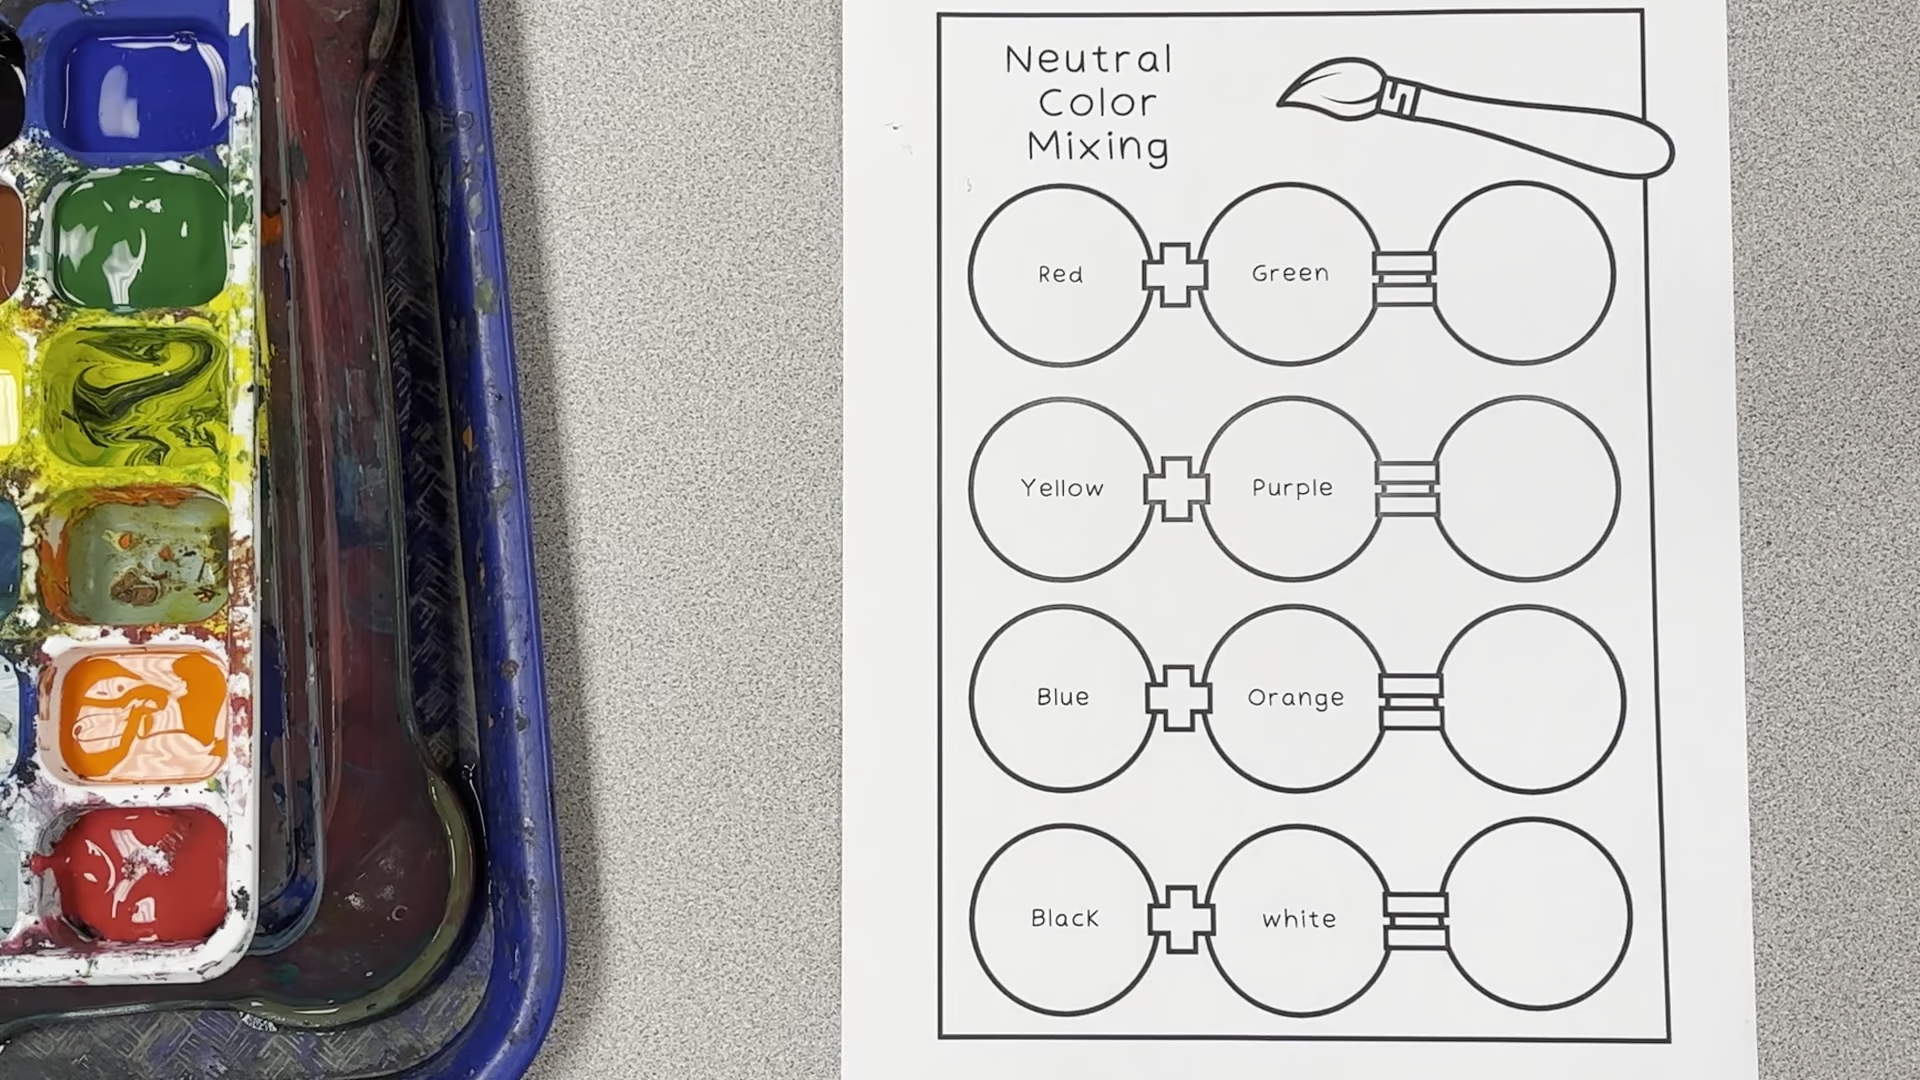 Neutral
Color
Mixing
Red Green
Yellow Purple
Blue Orange
Black white